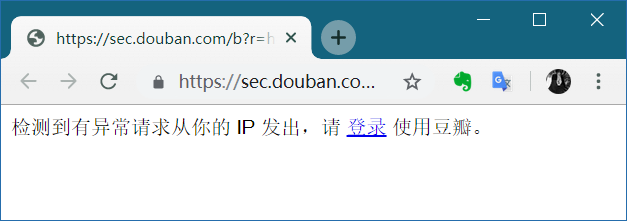 https://sec.douban.com/b?r=h
https://sec.douban.co...
检测到有异常请求从你的 IP 发出，请 登录 使用豆瓣。